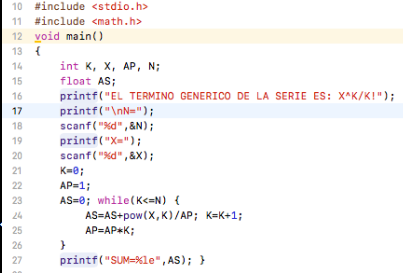 10 #include <stdio.h>
11 #include <math.h>
12 void main()
13 {
14 int K, X, AP, N;
15 float AS;
16 printf("EL TERMINO GENERICO DE LA SERIE ES: X^K/K!");
17 printf("\nN=");
18 scanf("%d",&N);
19 printf("X=");
20 scanf("%d",&X);
21 K=0;
22 AP=1;
23 AS=0; while(K<=N) {
24 AS=AS+pow(X,K)/AP; K=K+1;
25 AP=AP*K;
26 }
27 printf("SUM=%le",AS); }